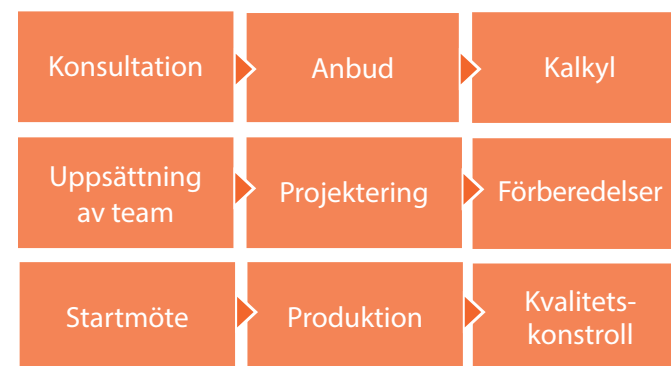 Konsultation
Anbud
Kalkyl
Uppsättning
av team
Projektering
Förberedelser
Startmöte
Produktion
Kvalitets-
konstroll